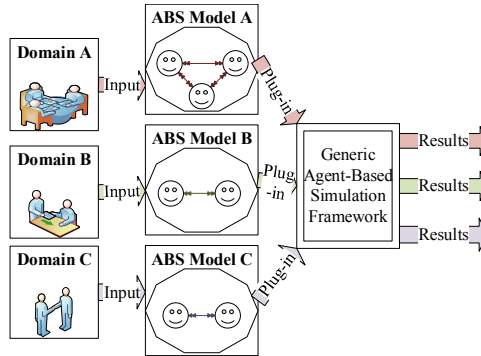 ABS Model A
Domain A
Input
Plug-in
ABS Model B
Domain B
Input
Plug
-in
Generic
Agent-Based
Simulation
Framework
Results
Results
Results
ABS Model C
Domain C
Input
Plug-in